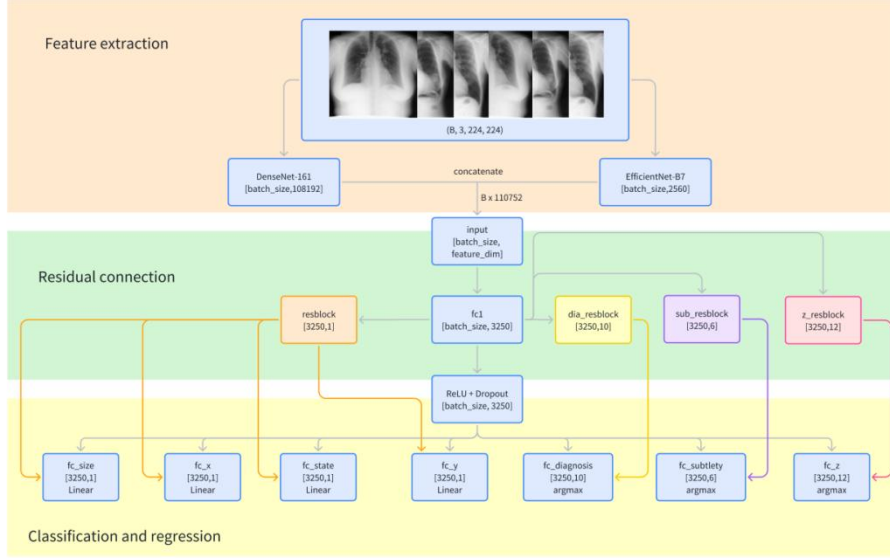 Feature extraction
(B, 3, 224, 224)
DenseNet-161
[batch_size,108192]
concatenate
EfficientNet-B7
[batch_size,2560]
B x 110752
input
[batch_size,
feature_dim]
Residual connection
resblock
[3250,1]
fc1
[batch_size, 3250]
dia_resblock
[3250,10]
sub_resblock
[3250,6]
z_resblock
[3250,12]
ReLU + Dropout
[batch_size, 3250]
fc_size
[3250,1]
Linear
fc_x
[3250,1]
Linear
fc_state
[3250,1]
Linear
fc_y
[3250,1]
Linear
fc_diagnosis
[3250,10]
argmax
fc_subtlety
[3250,6]
argmax
fc_z
[3250,12]
argmax
Classification and regression